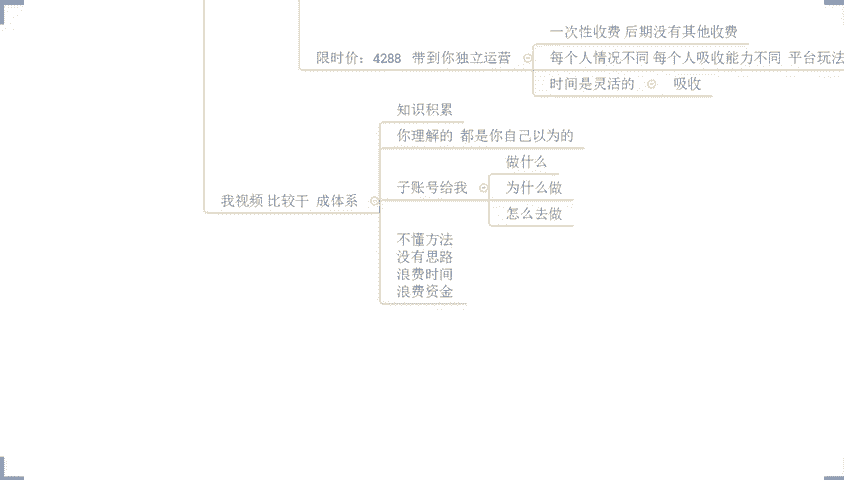 一次性收费 后期没有其他收费
限时价：4288 带到你独立运营
每个人情况不同 每个人吸收能力不同 平台玩法
时间是灵活的 吸收
知识积累
你理解的 都是你自己以为的
做什么
子账号给我 为什么做
我视频 比较干 成体系
怎么去做
不懂方法
没有思路
浪费时间
浪费资金